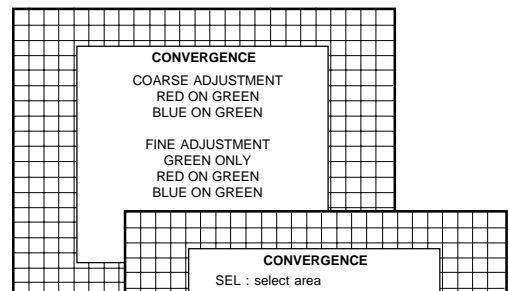 CONVERGENCE
COARSE ADJUSTMENT
RED ON GREEN
BLUE ON GREEN
FINE ADJUSTMENT
GREEN ONLY
RED ON GREEN
BLUE ON GREEN
CONVERGENCE
SEL : select area